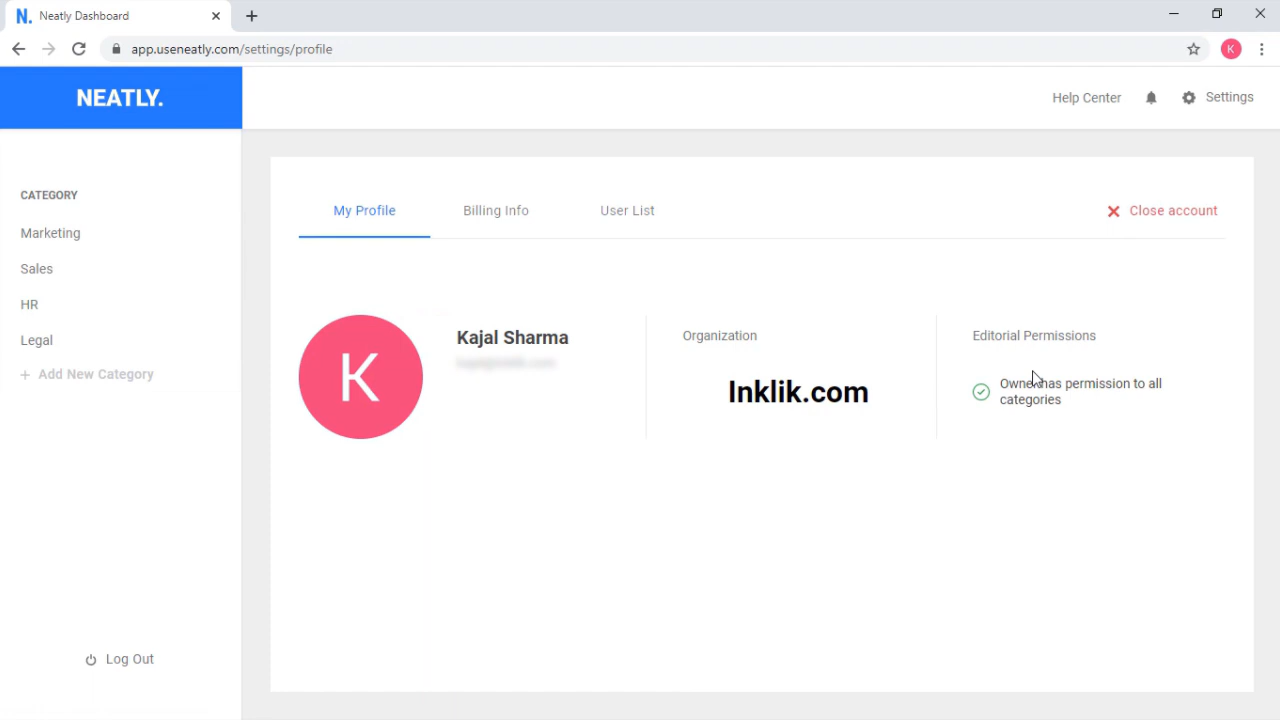 N. Neatly Dashboard
app.useneatly.com/settings/profile
K
NEATLY.
Help Center
Settings
CATEGORY
Marketing
Sales
HR
Legal
Add New Category
Log Out
My Profile
Billing Info
User List
Close account
K
Kajal Sharma
Organization
Inklik.com
Editorial Permissions
Owner has permission to all
categories